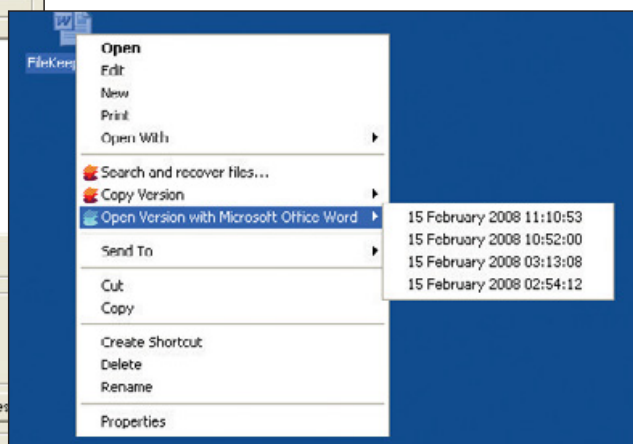 FileKeep
Open
Edit
New
Print
Open With
Search and recover files...
Copy Version
Open Version with Microsoft Office Word
15 February 2008 11:10:53
15 February 2008 10:52:00
15 February 2008 03:13:08
15 February 2008 02:54:12
Send To
Cut
Copy
Create Shortcut
Delete
Rename
Properties